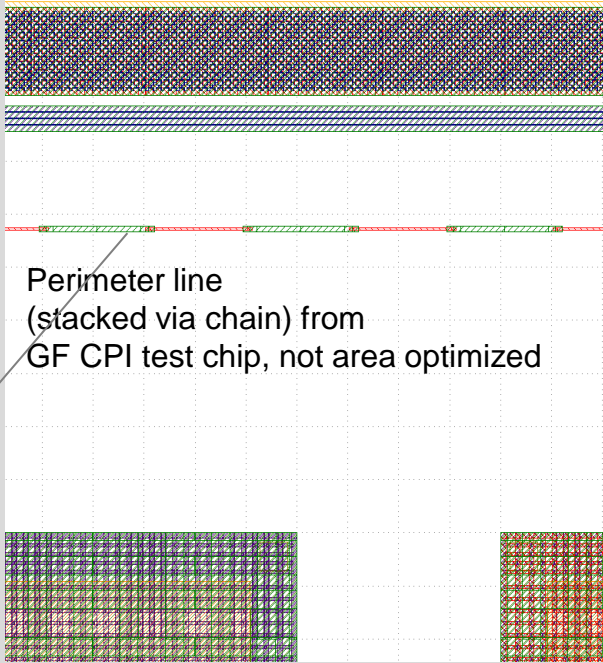 Perimeter line
(stacked via chain) from
GF CPI test chip, not area optimized